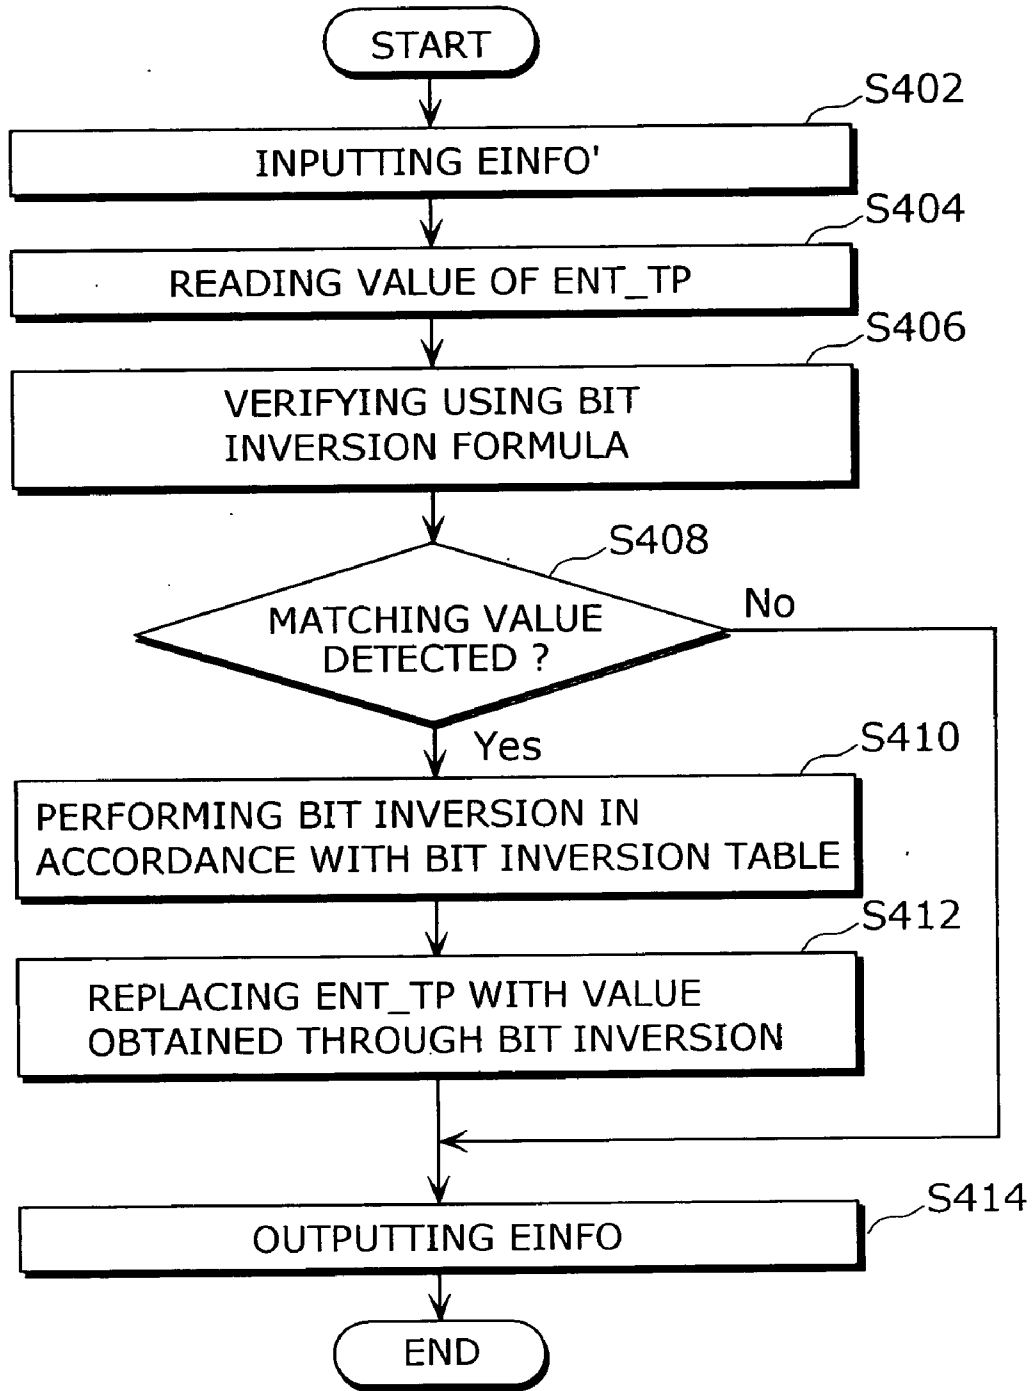 START
S402
INPUTTING EINFO'
S404
READING VALUE OF ENT_TP
S406
VERIFYING USING BIT
INVERSION FORMULA
S408
MATCHING VALUE
DETECTED ?
No
Yes
S410
PERFORMING BIT INVERSION IN
ACCORDANCE WITH BIT INVERSION TABLE
S412
REPLACING ENT_TP WITH VALUE
OBTAINED THROUGH BIT INVERSION
S414
OUTPUTTING EINFO
END